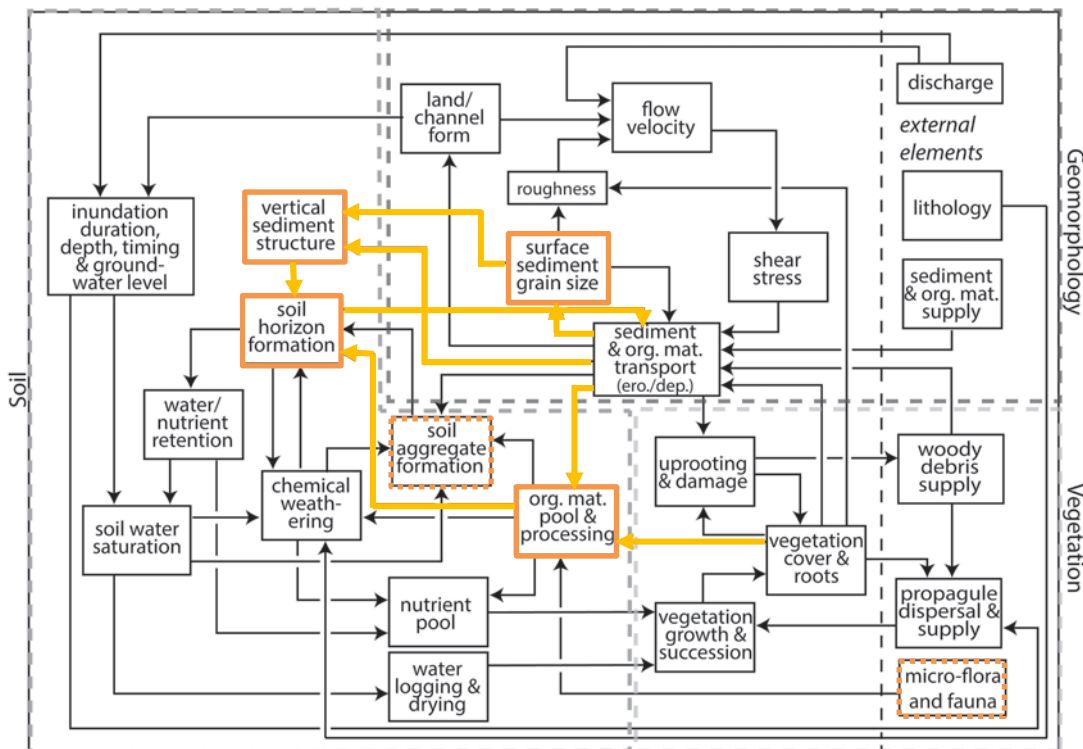 discharge
land/
channel
form
flow
velocity
external
elements
Geomorphology
roughness
lithology
inundation
duration,
depth, timing
& ground-
water level
vertical
sediment
structure
surface
sediment
grain size
shear
stress
sediment
& org. mat.
supply
soil
horizon
formation
sediment
& org. mat.
transport
(ero./dep.)
Soil
water/
nutrient
retention
soil
aggregate
formation
uprooting
& damage
woody
debris
supply
Vegetation
chemical
weath-
ering
org. mat.
pool &
processing
soil water
saturation
vegetation
cover &
roots
nutrient
pool
vegetation
growth &
succession
propagule
dispersal &
supply
water
logging &
drying
micro-flora
and fauna